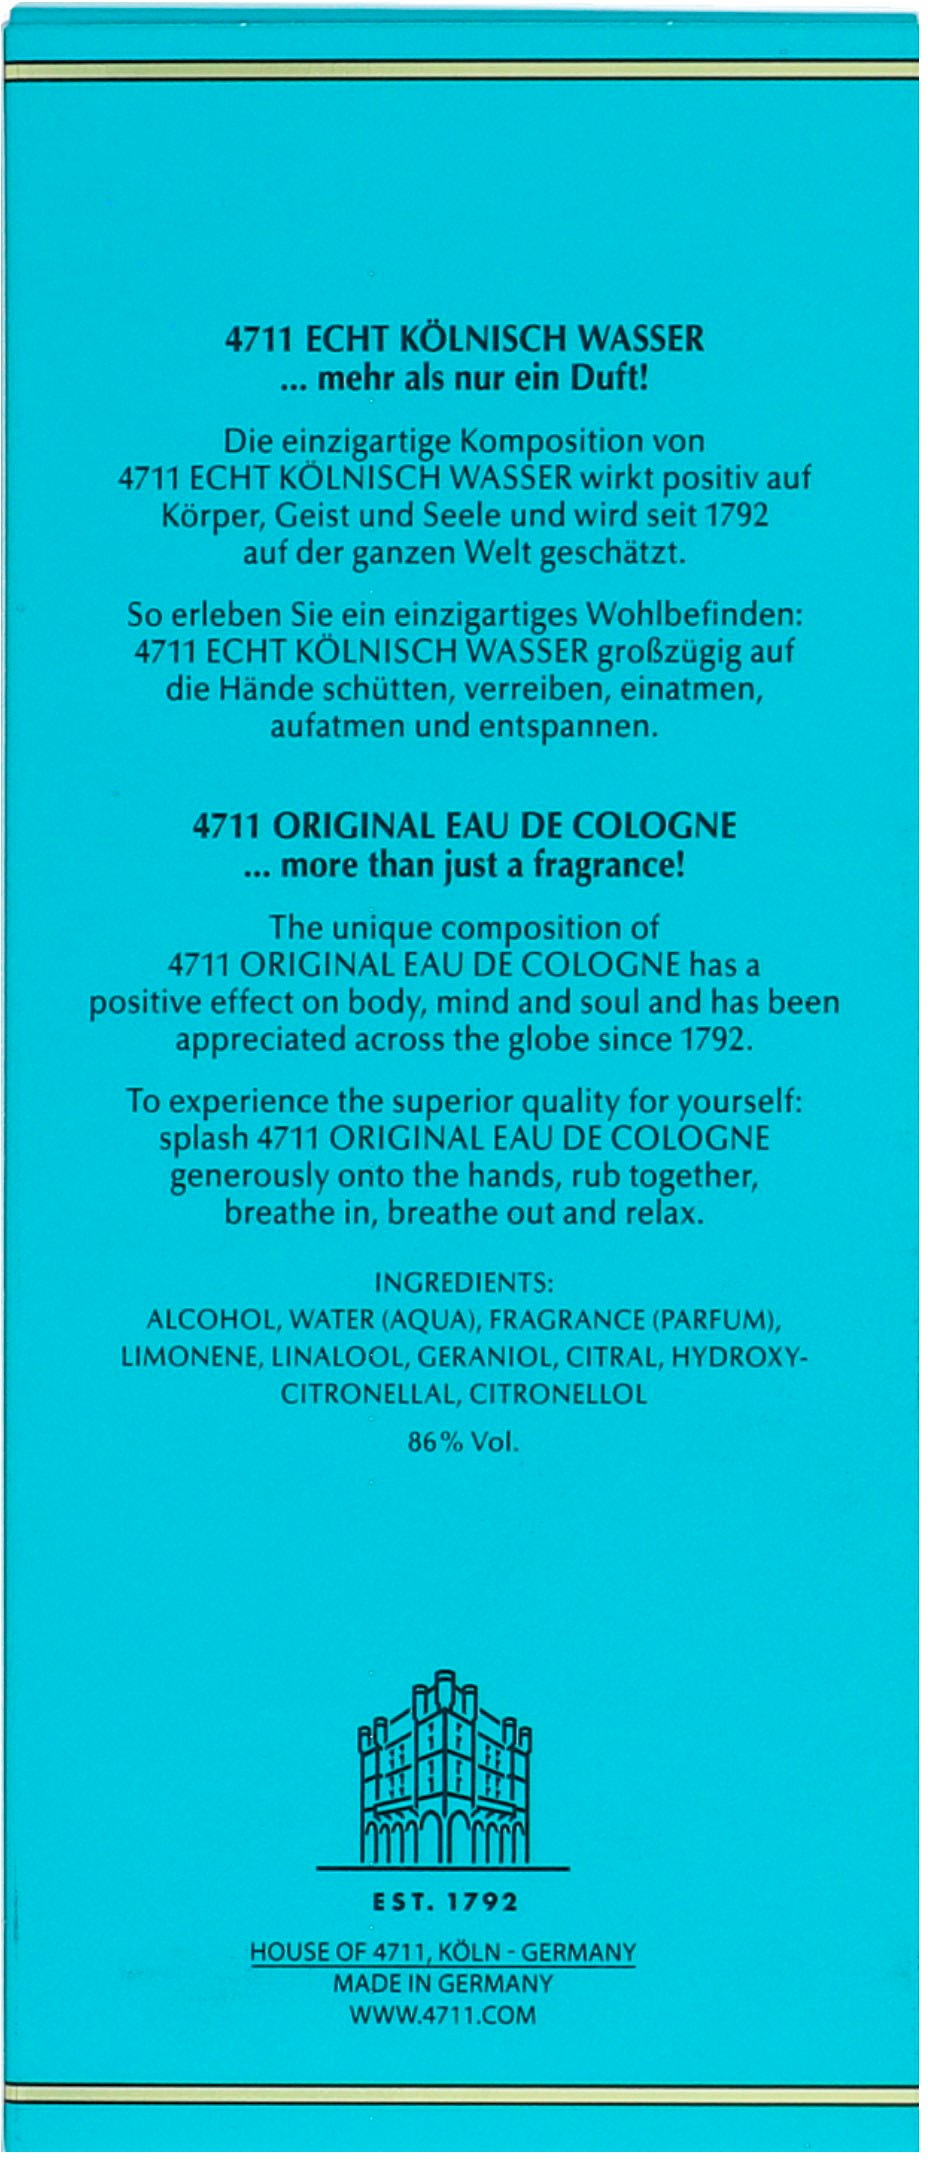 4711 ECHT KÖLNISCH WASSER
... mehr als nur ein Duft!
Die einzigartige Komposition von
4711 ECHT KÖLNISCH WASSER wirkt positiv auf
Körper, Geist und Seele und wird seit 1792
auf der ganzen Welt geschätzt.
So erleben Sie ein einzigartiges Wohlbefinden:
4711 ECHT KÖLNISCH WASSER großzügig auf
die Hände schütten, verreiben, einatmen,
aufatmen und entspannen.
4711 ORIGINAL EAU DE COLOGNE
... more than just a fragrance!
The unique composition of
4711 ORIGINAL EAU DE COLOGNE has a
positive effect on body, mind and soul and has been
appreciated across the globe since 1792.
To experience the superior quality for yourself:
splash 4711 ORIGINAL EAU DE COLOGNE
generously onto the hands, rub together,
breathe in, breathe out and relax.
INGREDIENTS:
ALCOHOL, WATER (AQUA), FRAGRANCE (PARFUM),
LIMONENE, LINALOOL, GERANIOL, CITRAL, HYDROXY-
CITRONELLAL, CITRONELLOL
86% Vol.
EST. 1792
HOUSE OF 4711, KÖLN - GERMANY
MADE IN GERMANY
WWW.4711.COM